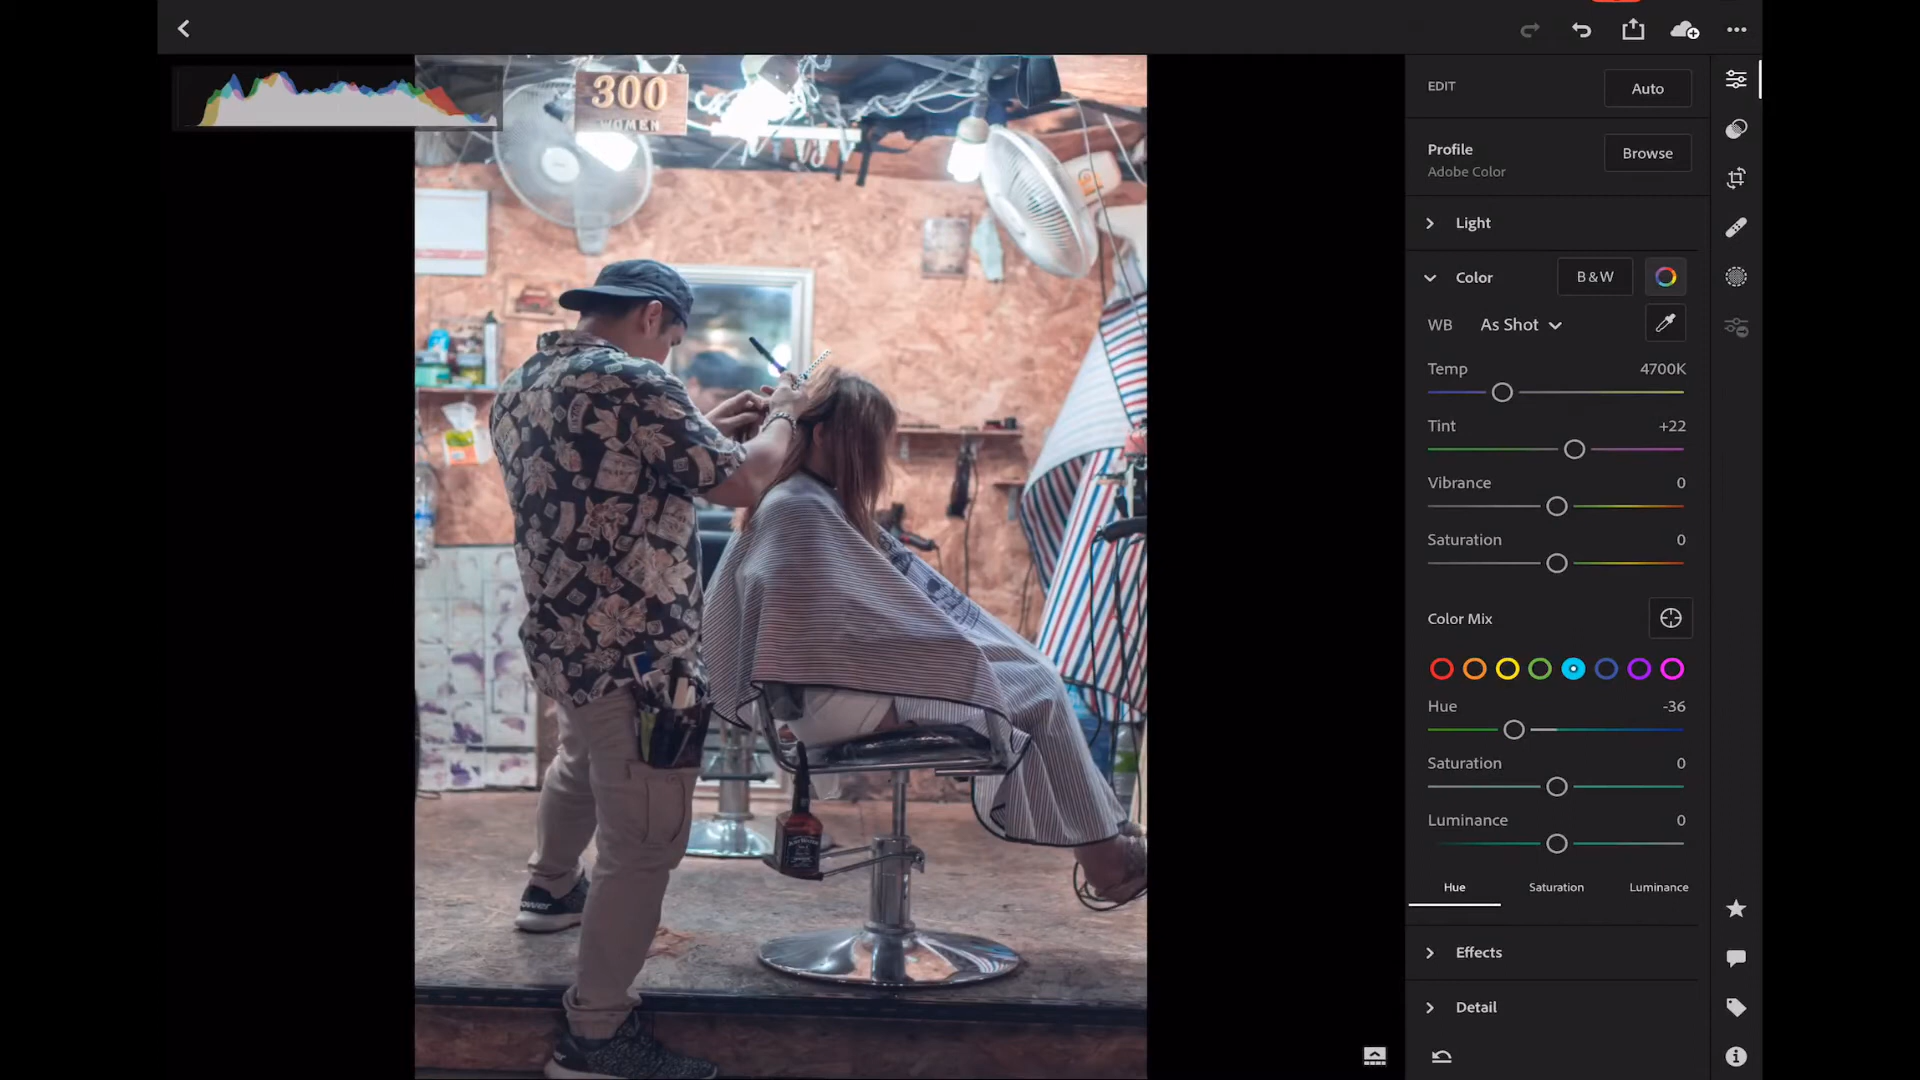 EDIT
Auto
Profile
Adobe Color
Browse
Light
Color
B&W
WB
As Shot
Temp
4700K
Tint
+22
Vibrance
0
Saturation
0
Color Mix
Hue
-36
Saturation
0
Luminance
0
Hue
Saturation
Luminance
Effects
Detail
300
WOMEN